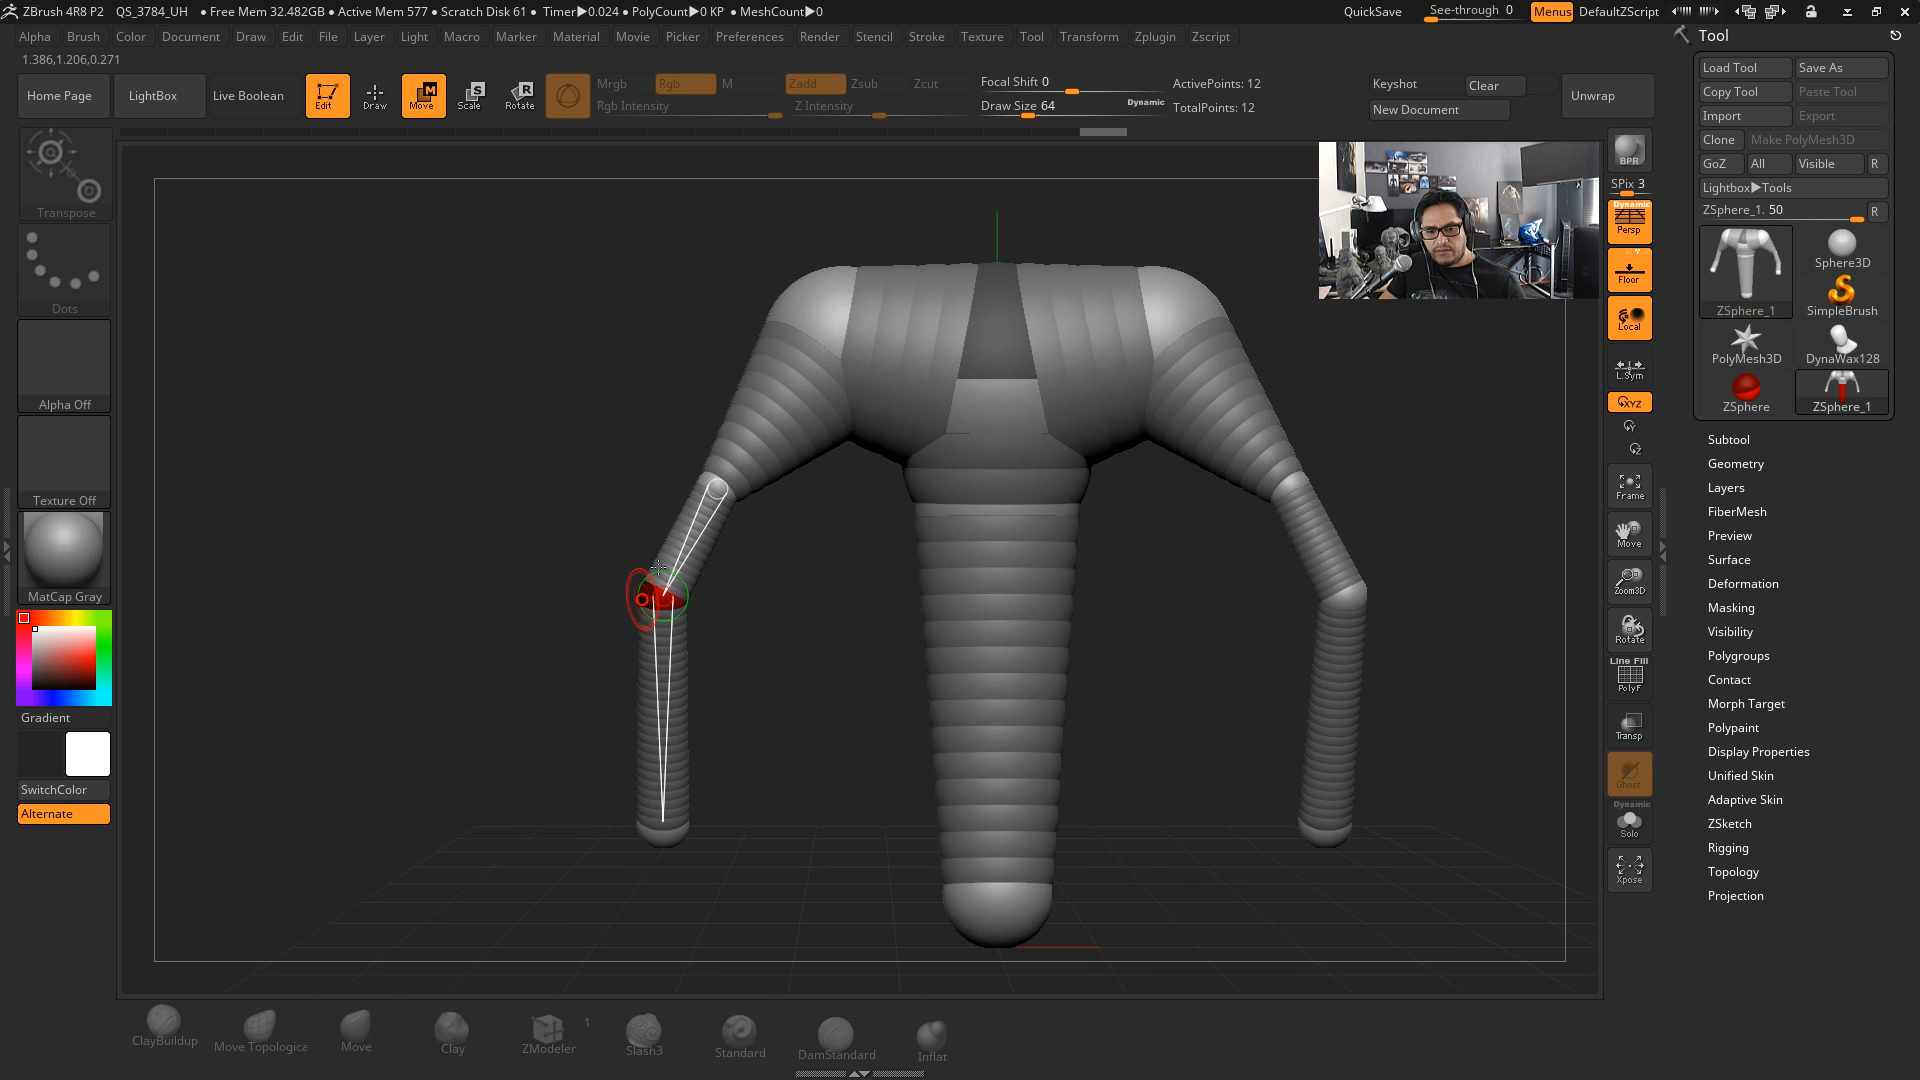 ZBrush 4R8 P2 QS_3784_UH • Free Mem 32.482GB • Active Mem 577 • Scratch Disk 61 • Timer▶0.024 • PolyCount▶0 KP • MeshCount▶0 QuickSave See-through 0 Menus DefaultZScript
Alpha Brush Color Document Draw Edit File Layer Light Macro Marker Material Movie Picker Preferences Render Stencil Stroke Texture Tool Transform Zplugin Zscript
1.386,1.206,0.271
Home Page LightBox Live Boolean Edit Draw Move Scale Rotate
Mrgb Rgb M Zadd Zsub Zcut
Rgb Intensity Z Intensity
Focal Shift 0
Draw Size 64 Dynamic
ActivePoints: 12
TotalPoints: 12
Keyshot Clear
New Document
Unwrap
Transpose
Dots
Alpha Off
Texture Off
MatCap Gray
Gradient
SwitchColor
Alternate
BPR
SPix 3
Dynamic
Persp
Floor
Local
L.Sym
XYZ
Y
Z
Frame
Move
Zoom3D
Rotate
Line Fill
PolyF
Transp
Ghost
Dynamic
Solo
Xpose
Tool
Load Tool Save As
Copy Tool Paste Tool
Import Export
Clone Make PolyMesh3D
GoZ All Visible R
Lightbox▶Tools
ZSphere_1. 50 R
ZSphere_1 Sphere3D
SimpleBrush
PolyMesh3D DynaWax128
ZSphere ZSphere_1
Subtool
Geometry
Layers
FiberMesh
Preview
Surface
Deformation
Masking
Visibility
Polygroups
Contact
Morph Target
Polypaint
Display Properties
Unified Skin
Adaptive Skin
ZSketch
Rigging
Topology
Projection
ClayBuildup Move Topologica Move Clay ZModeler 1 Slash3 Standard DamStandard Inflat